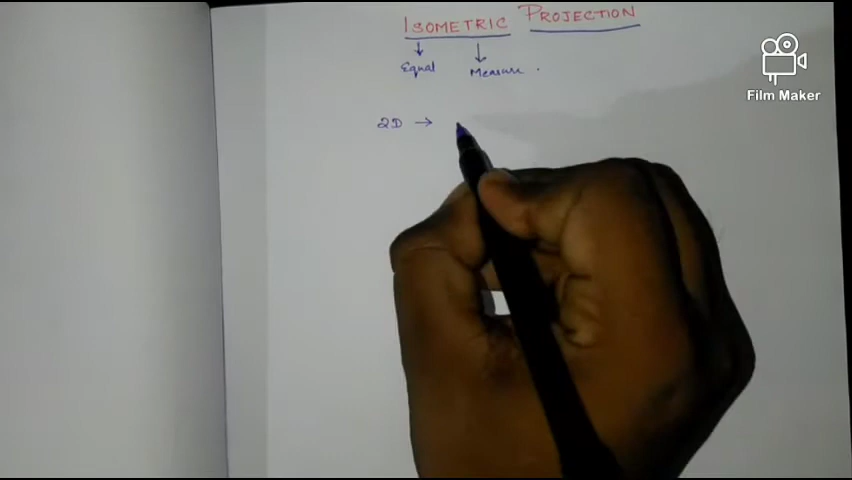 ISOMETRIC PROJECTION
Equal Measure.
2D →
Film Maker